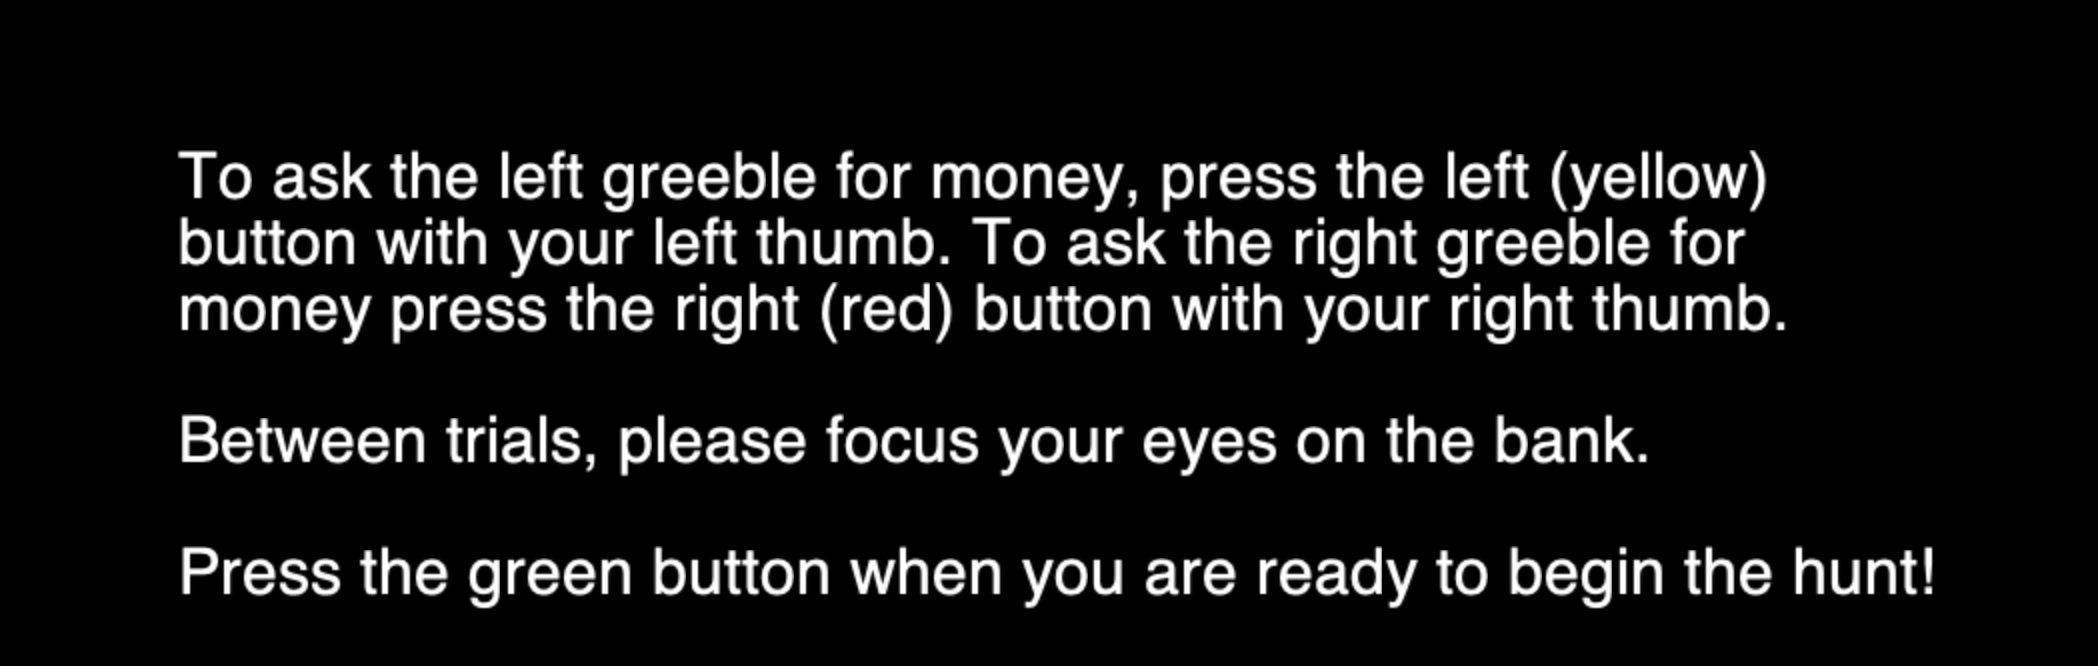 To ask the left greeble for money, press the left (yellow)
button with your left thumb. To ask the right greeble for
money press the right (red) button with your right thumb.
Between trials, please focus your eyes on the bank.
Press the green button when you are ready to begin the hunt!